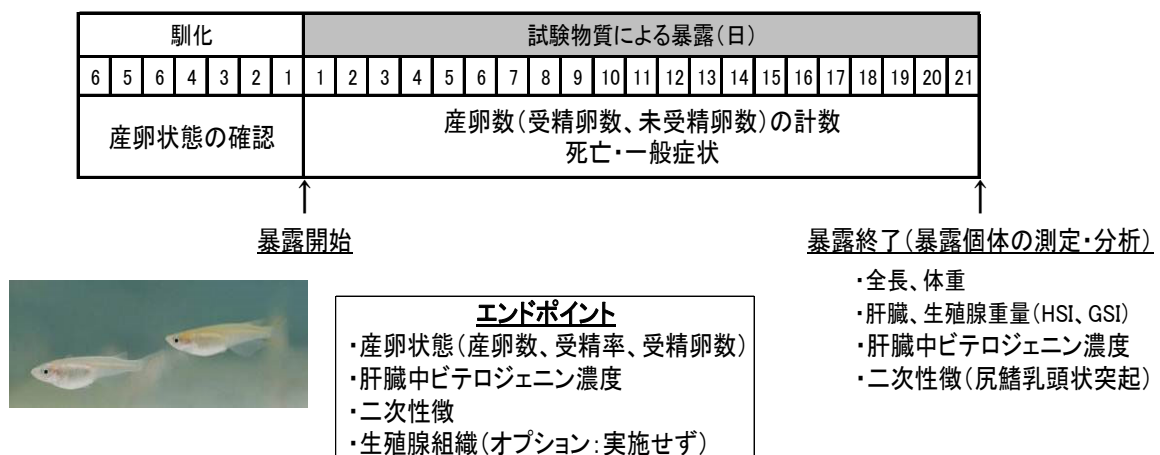 馴化
試験物質による暴露(日)
6 5 6 4 3 2 1 1 2 3 4 5 6 7 8 9 10 11 12 13 14 15 16 17 18 19 20 21
産卵状態の確認
産卵数(受精卵数、未受精卵数)の計数
死亡・一般症状
↑
↑
暴露開始
暴露終了(暴露個体の測定・分析)
・全長、体重
・肝臓、生殖腺重量(HSI、GSI)
・肝臓中ビテロジェニン濃度
・二次性徴(尻鰭乳頭状突起)
エンドポイント
・産卵状態(産卵数、受精率、受精卵数)
・肝臓中ビテロジェニン濃度
・二次性徴
・生殖腺組織(オプション:実施せず)